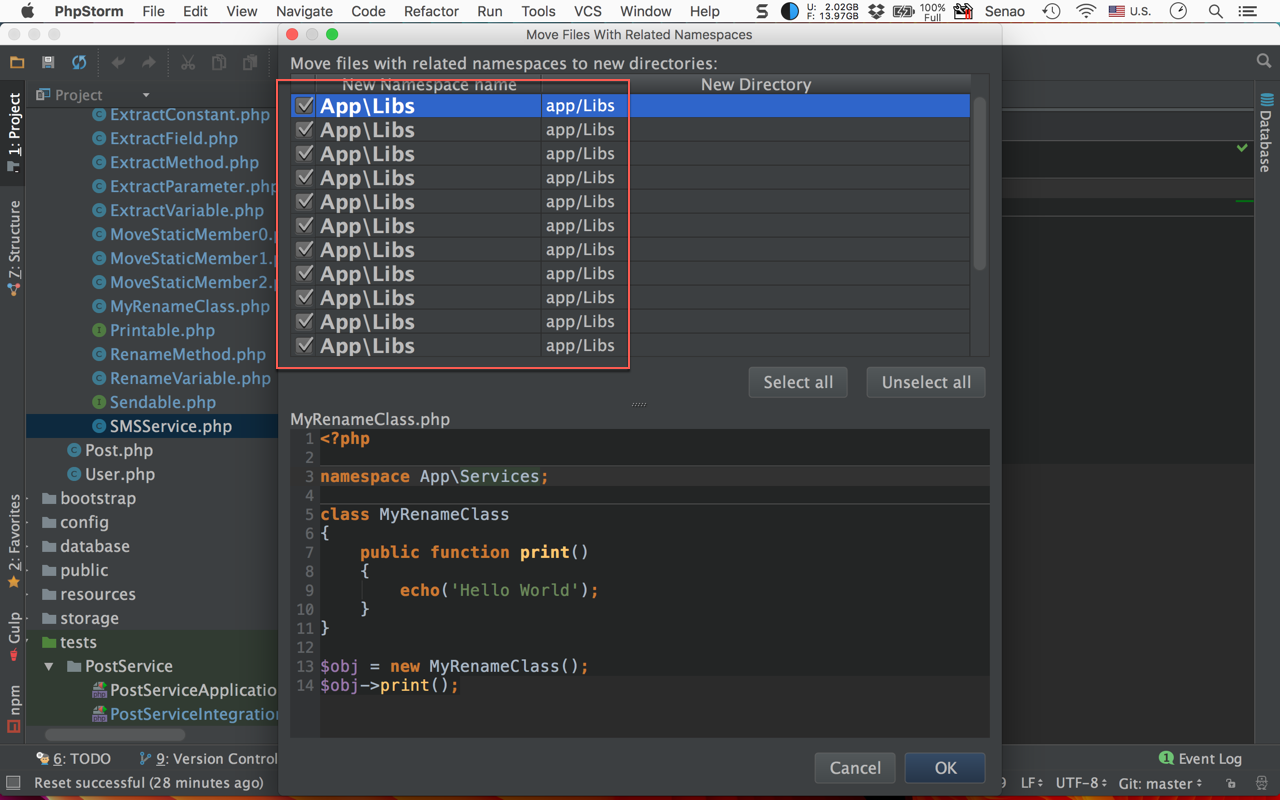 PhpStorm File Edit View Navigate Code Refactor Run Tools VCS Window Help U: 2.02GB F: 13.97GB 100% Full Senao U.S.
Move Files With Related Namespaces
Move files with related namespaces to new directories:
New Namespace name New Directory
App\Libs app/Libs
App\Libs app/Libs
App\Libs app/Libs
App\Libs app/Libs
App\Libs app/Libs
App\Libs app/Libs
App\Libs app/Libs
App\Libs app/Libs
App\Libs app/Libs
App\Libs app/Libs
App\Libs app/Libs
Select all Unselect all
MyRenameClass.php
1 <?php
2
3 namespace App\Services;
4
5 class MyRenameClass
6 {
7 public function print()
8 {
9 echo('Hello World');
10 }
11 }
12
13 $obj = new MyRenameClass();
14 $obj->print();
Cancel OK
Project
ExtractConstant.php
ExtractField.php
ExtractMethod.php
ExtractParameter.php
ExtractVariable.php
MoveStaticMember0.
MoveStaticMember1.
MoveStaticMember2.
MyRenameClass.php
Printable.php
RenameMethod.php
RenameVariable.php
Sendable.php
SMSService.php
Post.php
User.php
bootstrap
config
database
public
resources
storage
tests
PostService
PostServiceApplicatio
PostServiceIntegration
1: Project
7: Structure
2: Favorites
Gulp
npm
Database
6: TODO 9: Version Control 1 Event Log
Reset successful (28 minutes ago) 9 LF UTF-8 Git: master